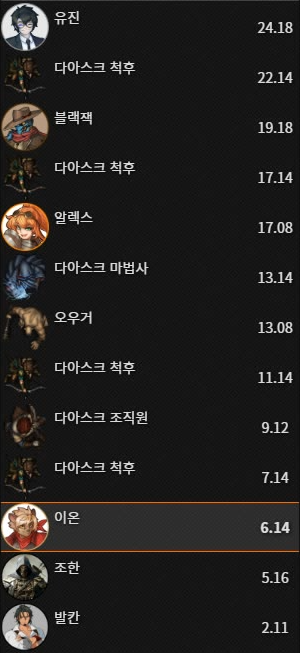 유진
24.18
다아스크 척후
22.14
블랙잭
19.18
다아스크 척후
17.14
알렉스
17.08
다아스크 마법사
13.14
오우거
13.08
다아스크 척후
11.14
다아스크 조직원
9.12
다아스크 척후
7.14
이온
6.14
조한
5.16
발칸
2.11